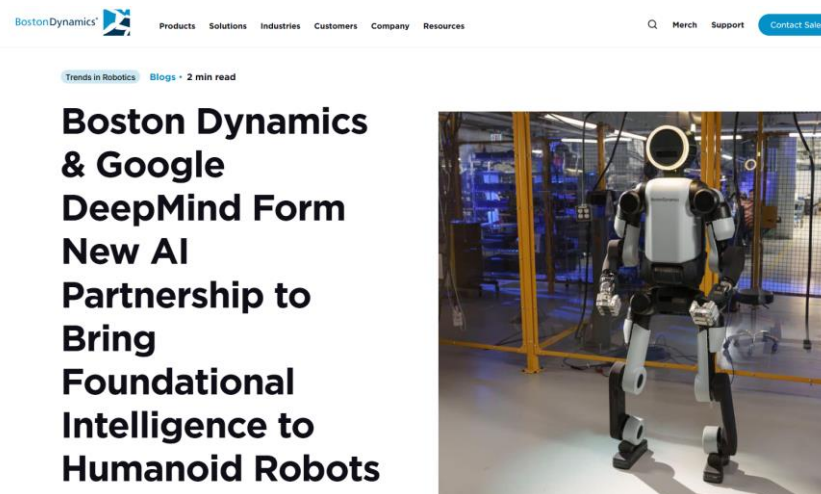 BostonDynamics
Products Solutions Industries Customers Company Resources
Merch Support Contact Sale
Trends in Robotics Blogs • 2 min read
Boston Dynamics
& Google
DeepMind Form
New AI
Partnership to
Bring
Foundational
Intelligence to
Humanoid Robots
BostonDynamics